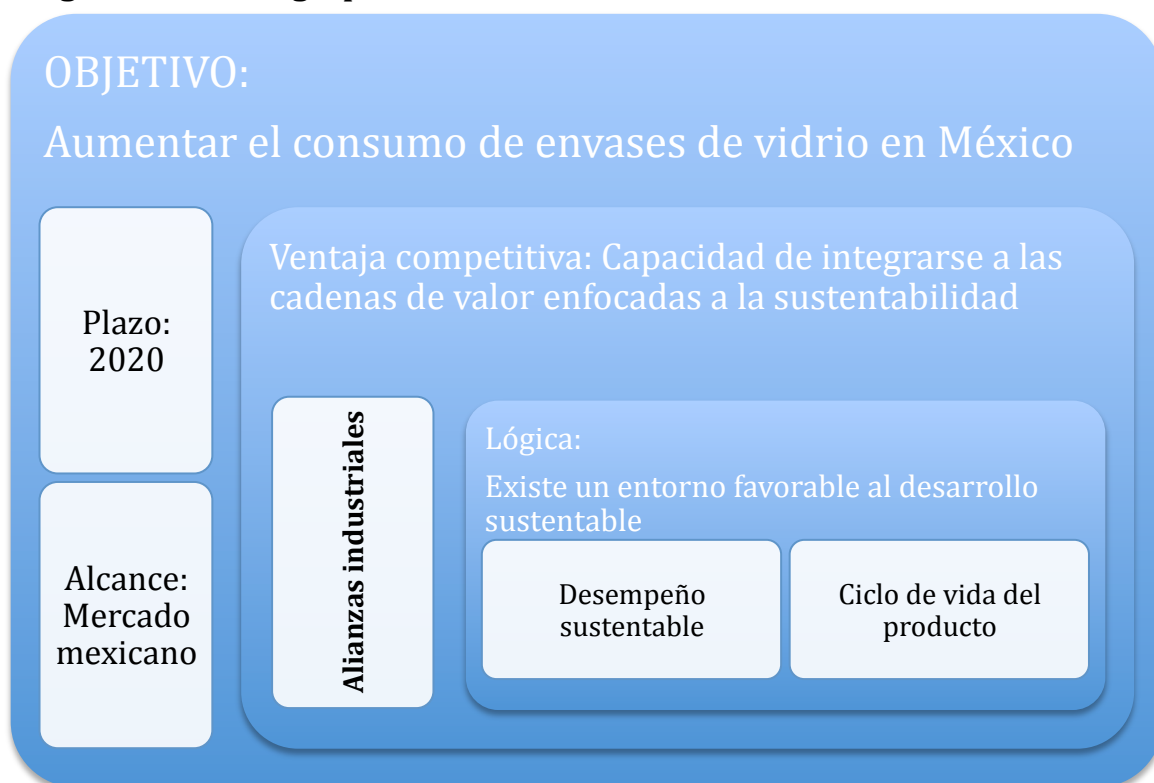 OBJETIVO:
Aumentar el consumo de envases de vidrio en México
Plazo:
2020
Alcance:
Mercado
mexicano
Ventaja competitiva: Capacidad de integrarse a las
cadenas de valor enfocadas a la sustentabilidad
Alianzas industriales
Lógica:
Existe un entorno favorable al desarrollo
sustentable
Desempeño
sustentable
Ciclo de vida del
producto